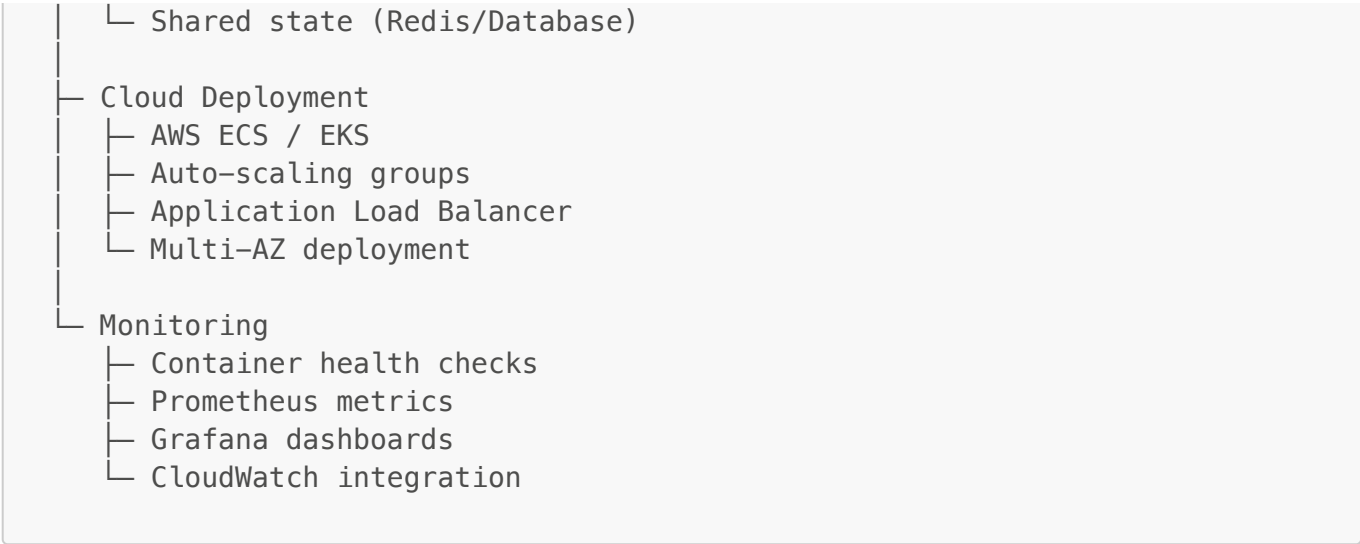 │  └─ Shared state (Redis/Database)
│
├─ Cloud Deployment
│  ├─ AWS ECS / EKS
│  ├─ Auto-scaling groups
│  ├─ Application Load Balancer
│  └─ Multi-AZ deployment
│
└─ Monitoring
   ├─ Container health checks
   ├─ Prometheus metrics
   ├─ Grafana dashboards
   └─ CloudWatch integration